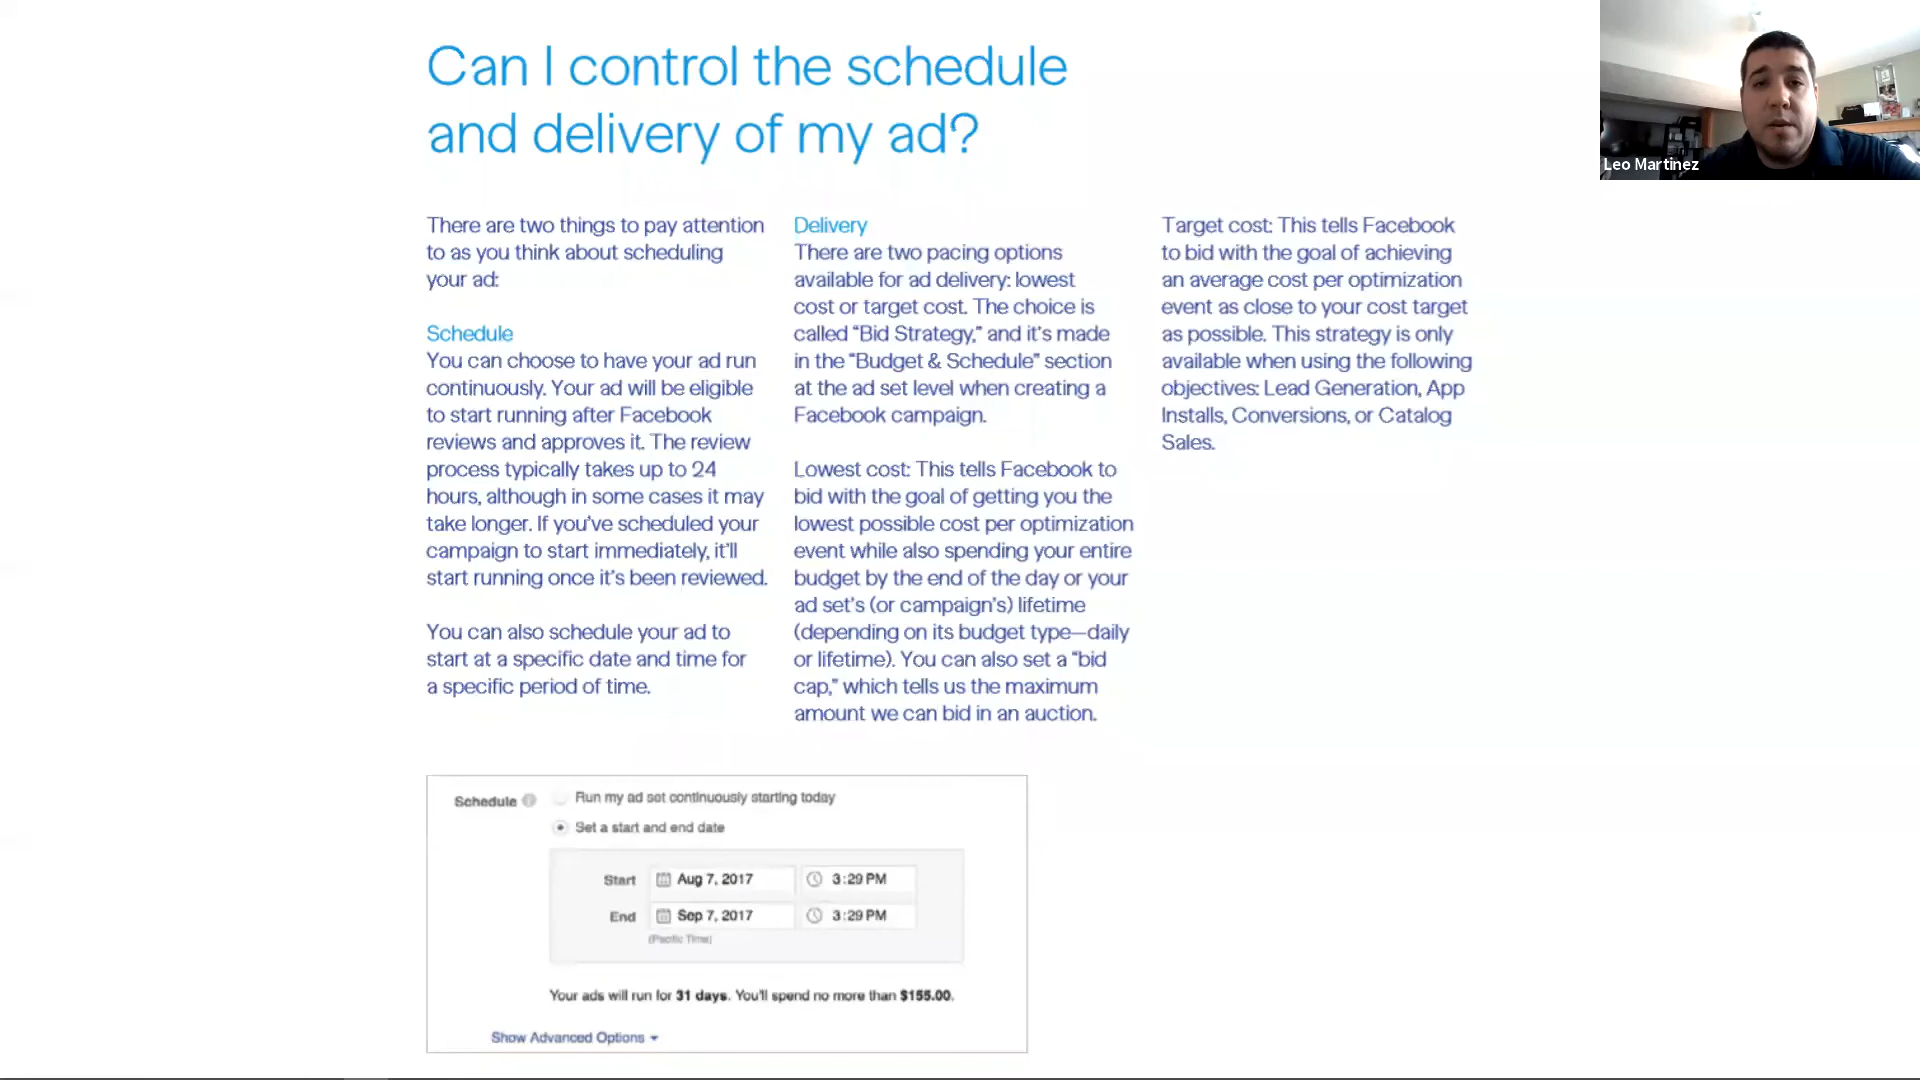 Can I control the schedule
and delivery of my ad?
Leo Martinez
There are two things to pay attention
to as you think about scheduling
your ad:
Schedule
You can choose to have your ad run
continuously. Your ad will be eligible
to start running after Facebook
reviews and approves it. The review
process typically takes up to 24
hours, although in some cases it may
take longer. If you've scheduled your
campaign to start immediately, it'll
start running once it's been reviewed.
You can also schedule your ad to
start at a specific date and time for
a specific period of time.
Delivery
There are two pacing options
available for ad delivery: lowest
cost or target cost. The choice is
called "Bid Strategy," and it's made
in the "Budget & Schedule" section
at the ad set level when creating a
Facebook campaign.
Lowest cost: This tells Facebook to
bid with the goal of getting you the
lowest possible cost per optimization
event while also spending your entire
budget by the end of the day or your
ad set's (or campaign's) lifetime
(depending on its budget type—daily
or lifetime). You can also set a "bid
cap," which tells us the maximum
amount we can bid in an auction.
Target cost: This tells Facebook
to bid with the goal of achieving
an average cost per optimization
event as close to your cost target
as possible. This strategy is only
available when using the following
objectives: Lead Generation, App
Installs, Conversions, or Catalog
Sales.
Schedule Run my ad set continuously starting today
Set a start and end date
Start Aug 7, 2017 3:29 PM
End Sep 7, 2017 3:29 PM
(Pacific Time)
Your ads will run for 31 days. You'll spend no more than $155.00.
Show Advanced Options